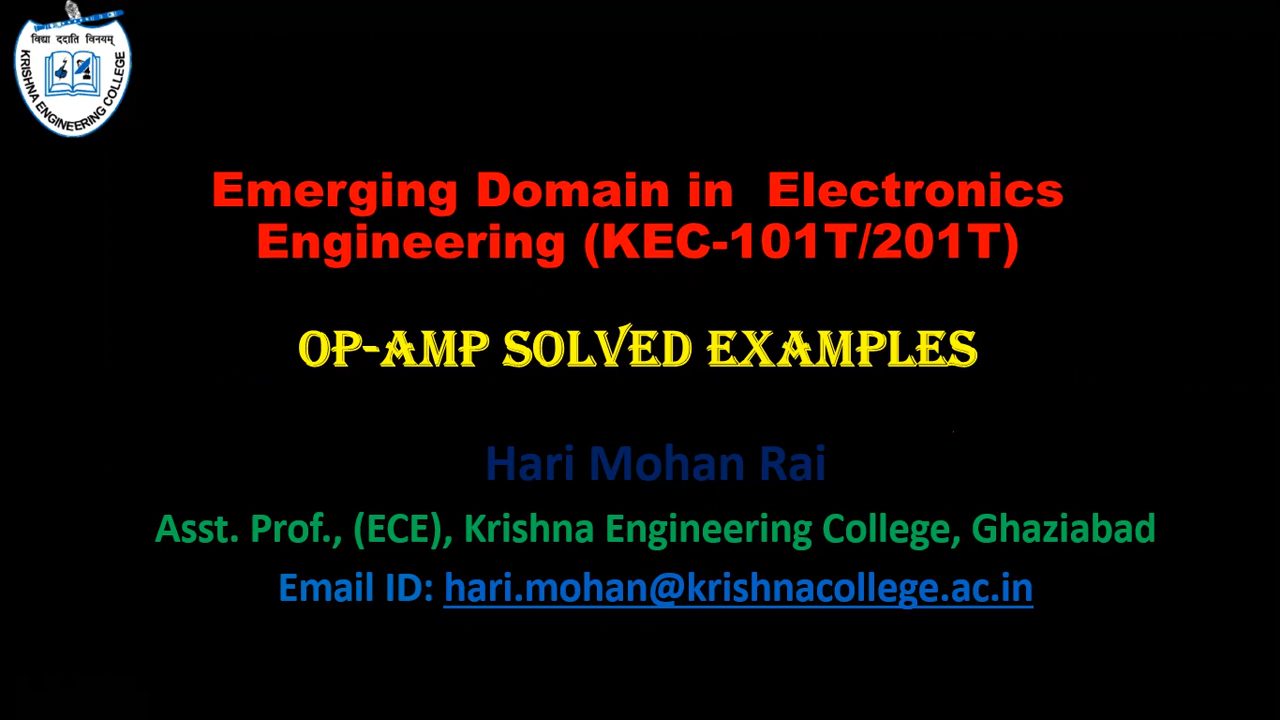 विद्या ददाति विनयम्
KRISHNA ENGINEERING COLLEGE
Emerging Domain in  Electronics
Engineering (KEC-101T/201T)
OP-AMP SOLVED EXAMPLES
Hari Mohan Rai
Asst. Prof., (ECE), Krishna Engineering College, Ghaziabad
Email ID: hari.mohan@krishnacollege.ac.in